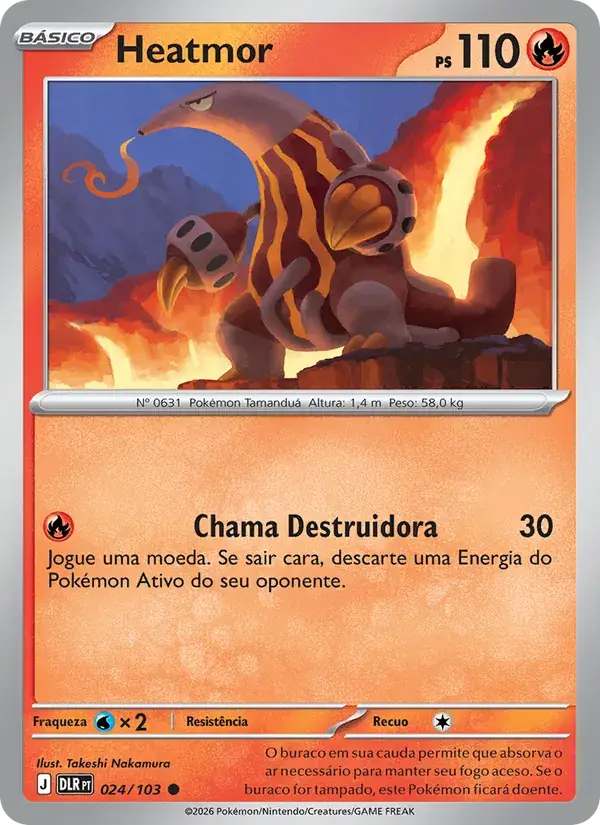 BÁSICO
Heatmor
PS 110
Nº 0631 Pokémon Tamanduá Altura: 1,4 m Peso: 58,0 kg
Chama Destruidora 30
Jogue uma moeda. Se sair cara, descarte uma Energia do
Pokémon Ativo do seu oponente.
Fraqueza ×2 Resistência Recuo
Ilust. Takeshi Nakamura
J DLR PT 024/103
O buraco em sua cauda permite que absorva o
ar necessário para manter seu fogo aceso. Se o
buraco for tampado, este Pokémon ficará doente.
©2026 Pokémon/Nintendo/Creatures/GAME FREAK